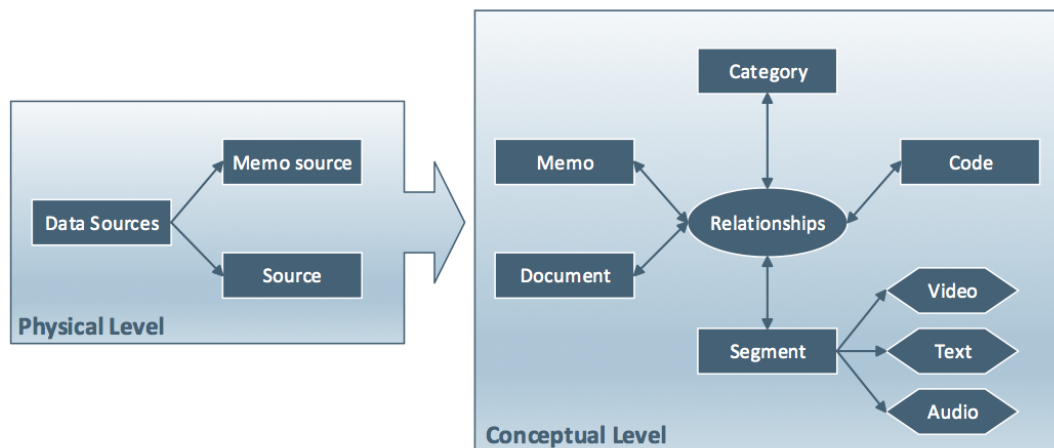 Data Sources
Memo source
Source
Physical Level
Category
Memo
Code
Relationships
Document
Segment
Video
Text
Audio
Conceptual Level